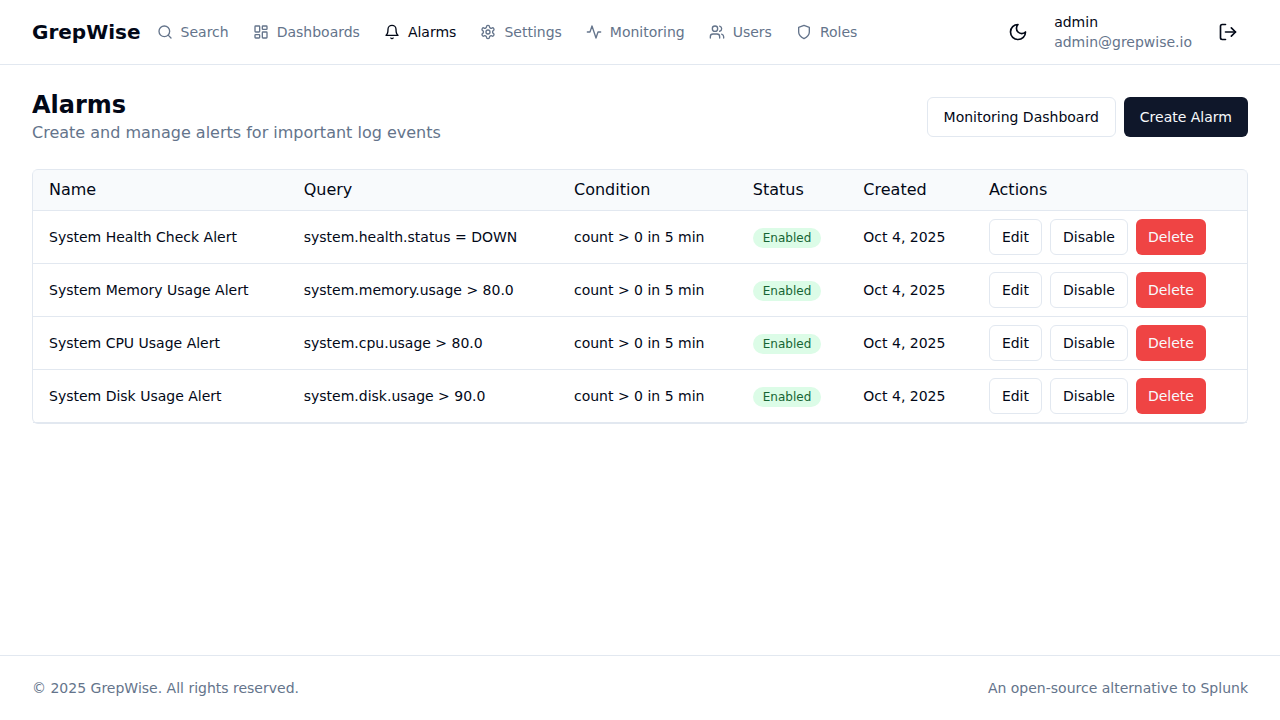 GrepWise Search Dashboards Alarms Settings Monitoring Users Roles
admin
admin@grepwise.io
Alarms
Create and manage alerts for important log events
Monitoring Dashboard Create Alarm
Name Query Condition Status Created Actions
System Health Check Alert system.health.status = DOWN count > 0 in 5 min Enabled Oct 4, 2025 Edit Disable Delete
System Memory Usage Alert system.memory.usage > 80.0 count > 0 in 5 min Enabled Oct 4, 2025 Edit Disable Delete
System CPU Usage Alert system.cpu.usage > 80.0 count > 0 in 5 min Enabled Oct 4, 2025 Edit Disable Delete
System Disk Usage Alert system.disk.usage > 90.0 count > 0 in 5 min Enabled Oct 4, 2025 Edit Disable Delete
© 2025 GrepWise. All rights reserved. An open-source alternative to Splunk